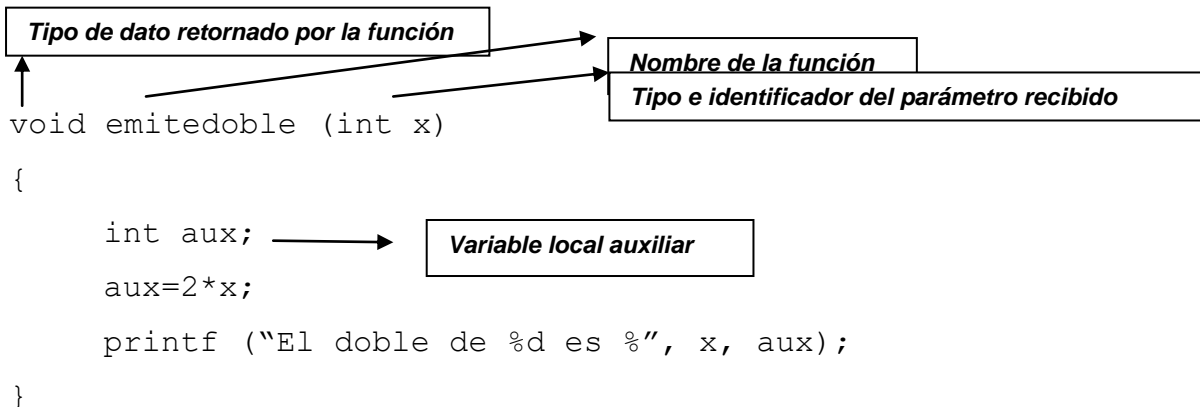 Tipo de dato retornado por la función
Nombre de la función
Tipo e identificador del parámetro recibido
void emitedoble (int x)
{
int aux;
Variable local auxiliar
aux=2*x;
printf (“El doble de %d es %”, x, aux);
}